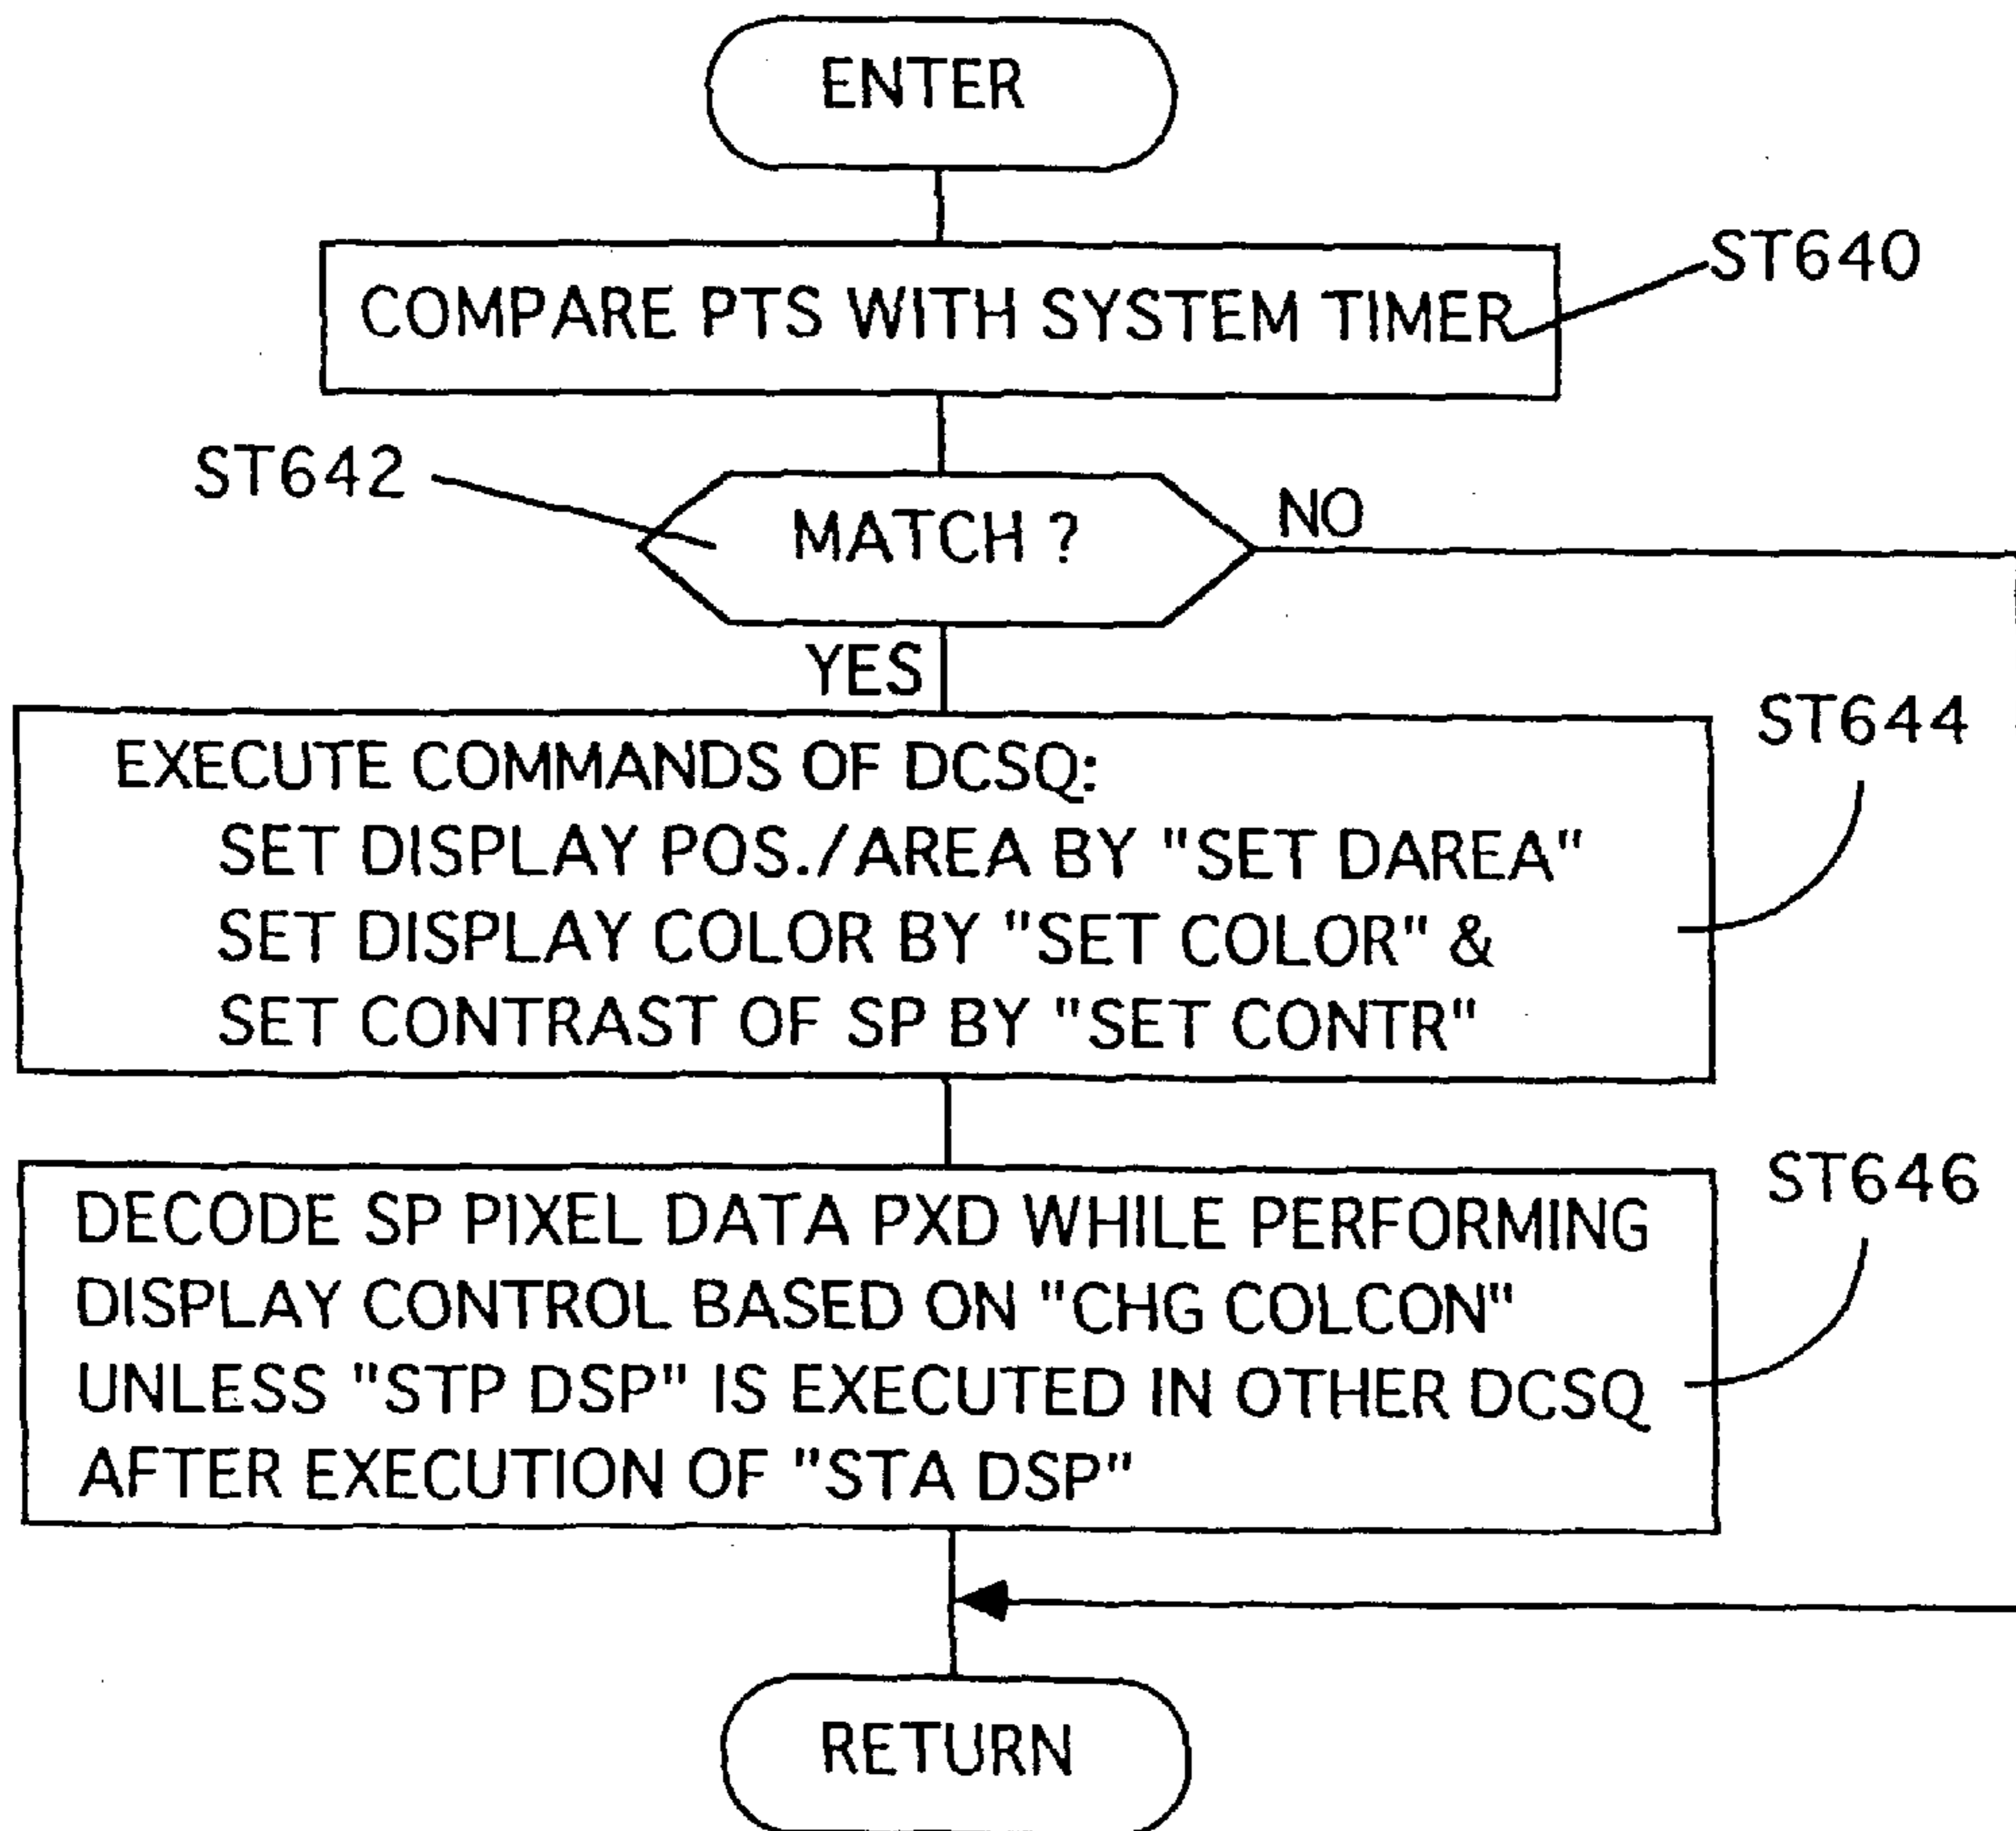 ENTER
COMPARE PTS WITH SYSTEM TIMER
ST640
ST642
MATCH ?
NO
YES
ST644
EXECUTE COMMANDS OF DCSQ:
SET DISPLAY POS./AREA BY "SET DAREA"
SET DISPLAY COLOR BY "SET COLOR" &
SET CONTRAST OF SP BY "SET CONTR"
ST646
DECODE SP PIXEL DATA PXD WHILE PERFORMING
DISPLAY CONTROL BASED ON "CHG COLCON"
UNLESS "STP DSP" IS EXECUTED IN OTHER DCSQ
AFTER EXECUTION OF "STA DSP"
RETURN